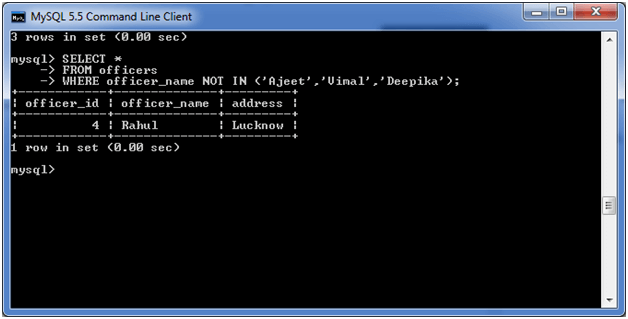 MySQL 5.5 Command Line Client
3 rows in set (0.00 sec)
mysql> SELECT *
-> FROM officers
-> WHERE officer_name NOT IN ('Ajeet','Vimal','Deepika');
+------------+--------------+---------+
| officer_id | officer_name | address |
+------------+--------------+---------+
| 4 | Rahul | Lucknow |
+------------+--------------+---------+
1 row in set (0.00 sec)
mysql>